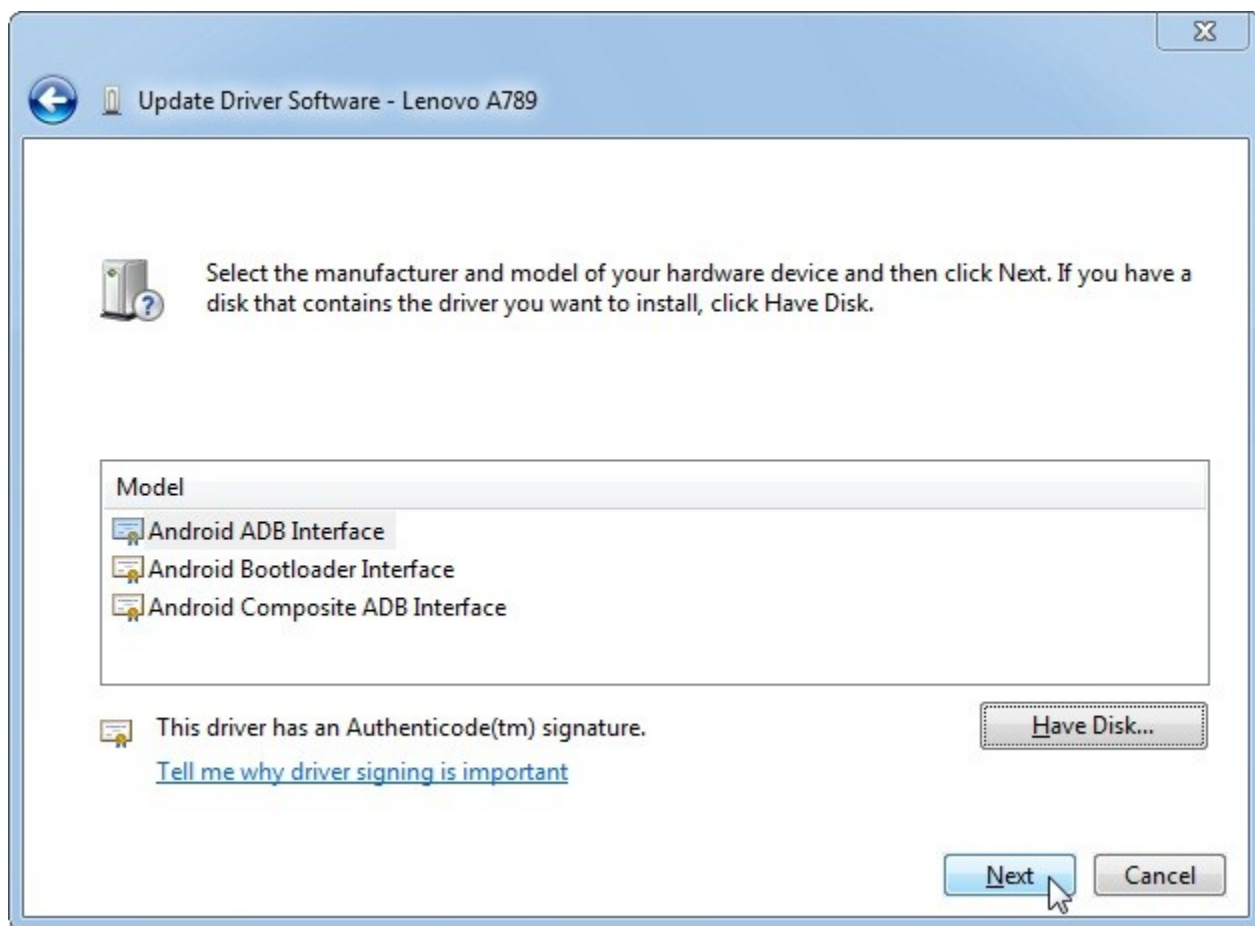 Update Driver Software - Lenovo A789
Select the manufacturer and model of your hardware device and then click Next. If you have a
disk that contains the driver you want to install, click Have Disk.
Model
Android ADB Interface
Android Bootloader Interface
Android Composite ADB Interface
This driver has an Authenticode(tm) signature.
Have Disk...
Tell me why driver signing is important
Next
Cancel